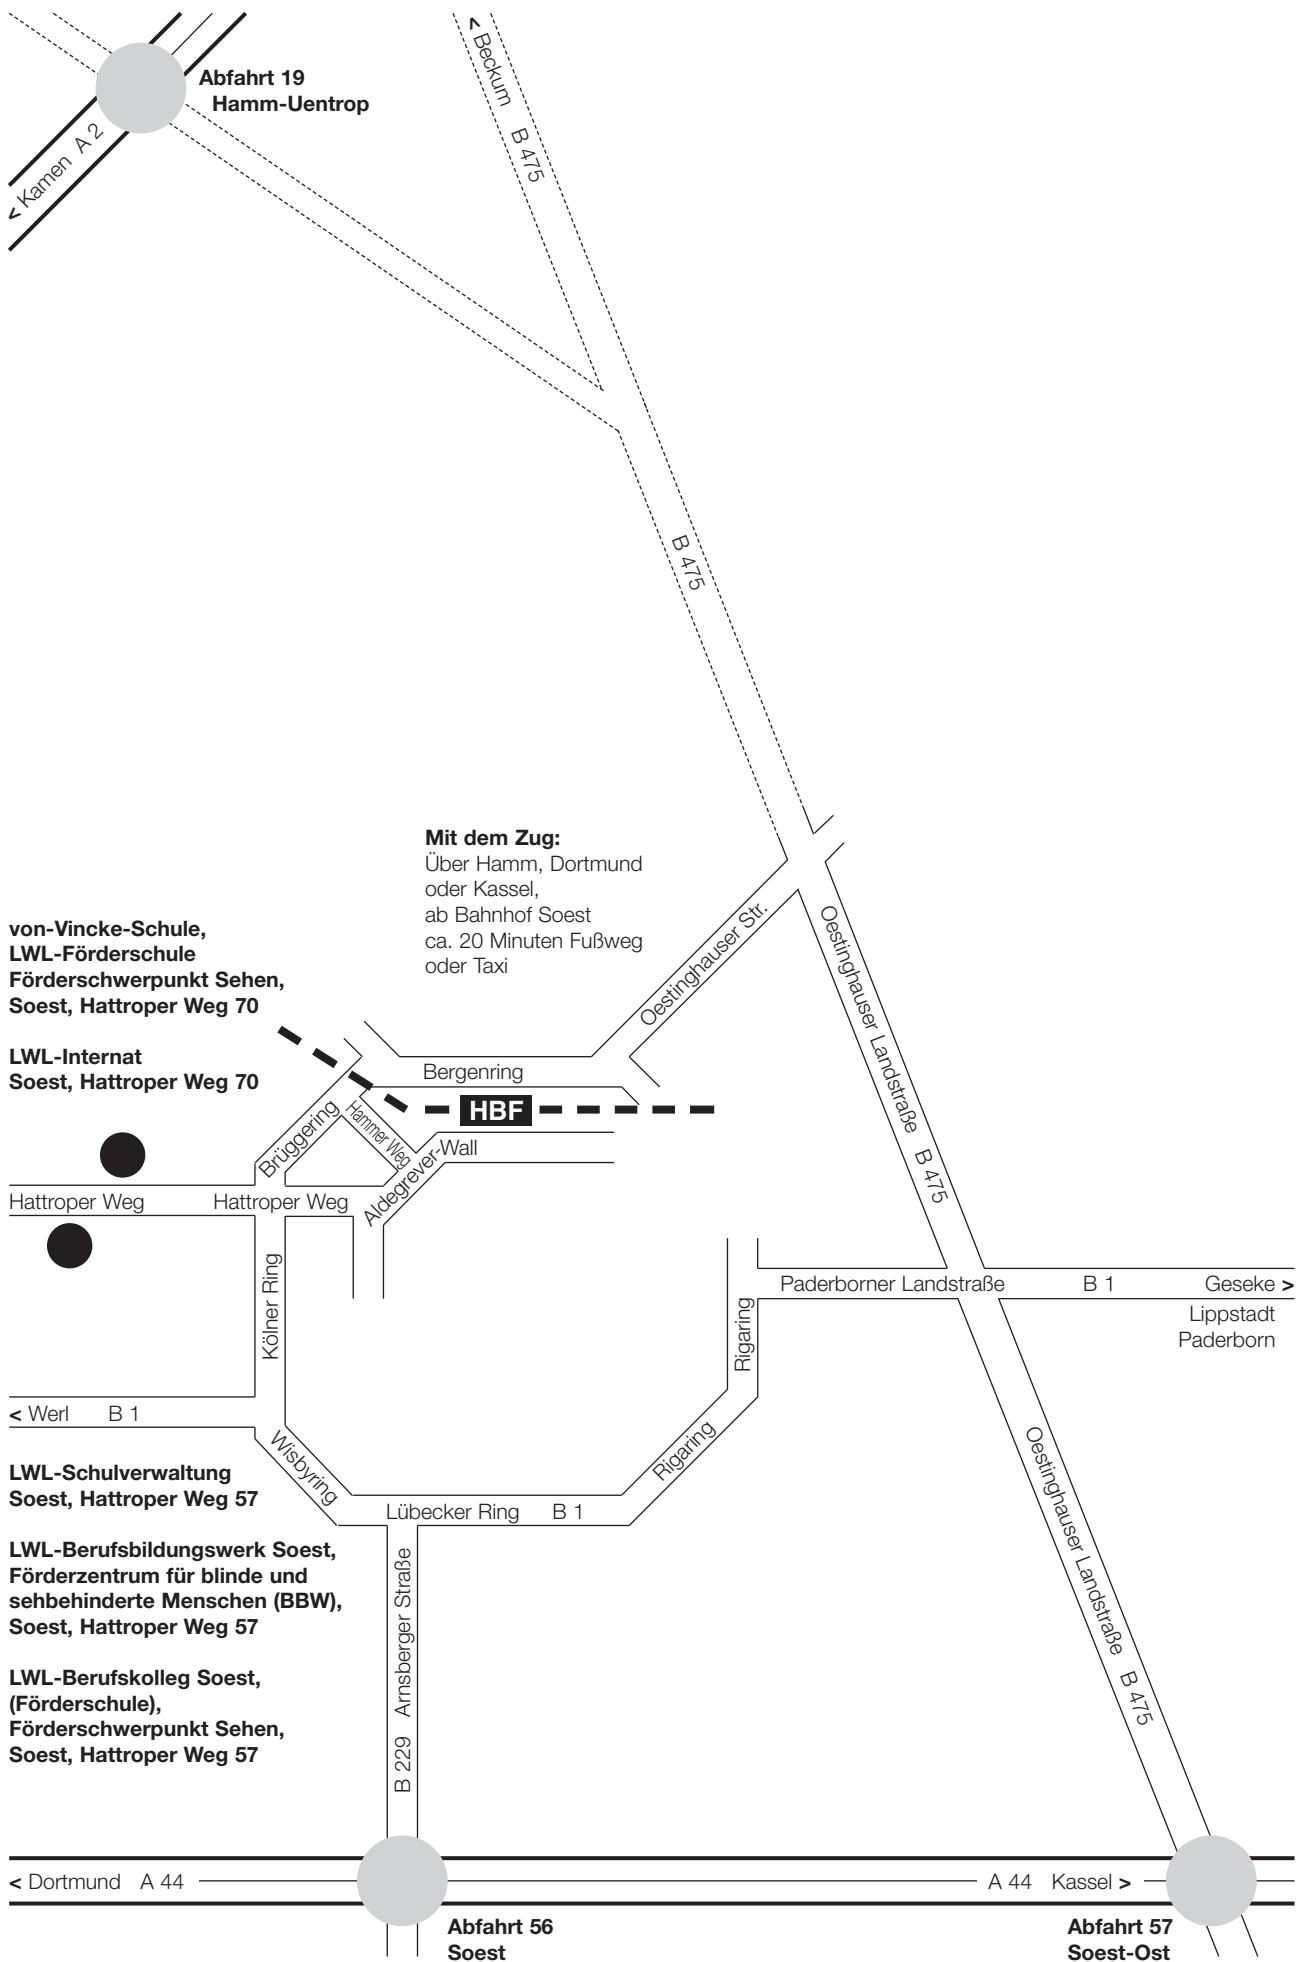 < Beckum B 475
Abfahrt 19
Hamm-Uentrop
< Kamen A 2
B 475
Mit dem Zug:
Über Hamm, Dortmund
oder Kassel,
ab Bahnhof Soest
ca. 20 Minuten Fußweg
oder Taxi
von-Vincke-Schule,
LWL-Förderschule
Förderschwerpunkt Sehen,
Soest, Hattroper Weg 70
LWL-Internat
Soest, Hattroper Weg 70
Oestinghauser Str.
Oestinghauser Landstraße B 475
Bergenring
HBF
Brüggering
Hammer Weg
Aldegrever-Wall
Hattroper Weg
Hattroper Weg
Kölner Ring
Rigaring
Paderborner Landstraße B 1 Geseke >
Lippstadt
Paderborn
< Werl B 1
Wisbyring
Rigaring
Lübecker Ring B 1
Oestinghauser Landstraße B 475
LWL-Schulverwaltung
Soest, Hattroper Weg 57
LWL-Berufsbildungswerk Soest,
Förderzentrum für blinde und
sehbehinderte Menschen (BBW),
Soest, Hattroper Weg 57
LWL-Berufskolleg Soest,
(Förderschule),
Förderschwerpunkt Sehen,
Soest, Hattroper Weg 57
B 229 Arnsberger Straße
< Dortmund A 44
A 44 Kassel >
Abfahrt 56
Soest
Abfahrt 57
Soest-Ost